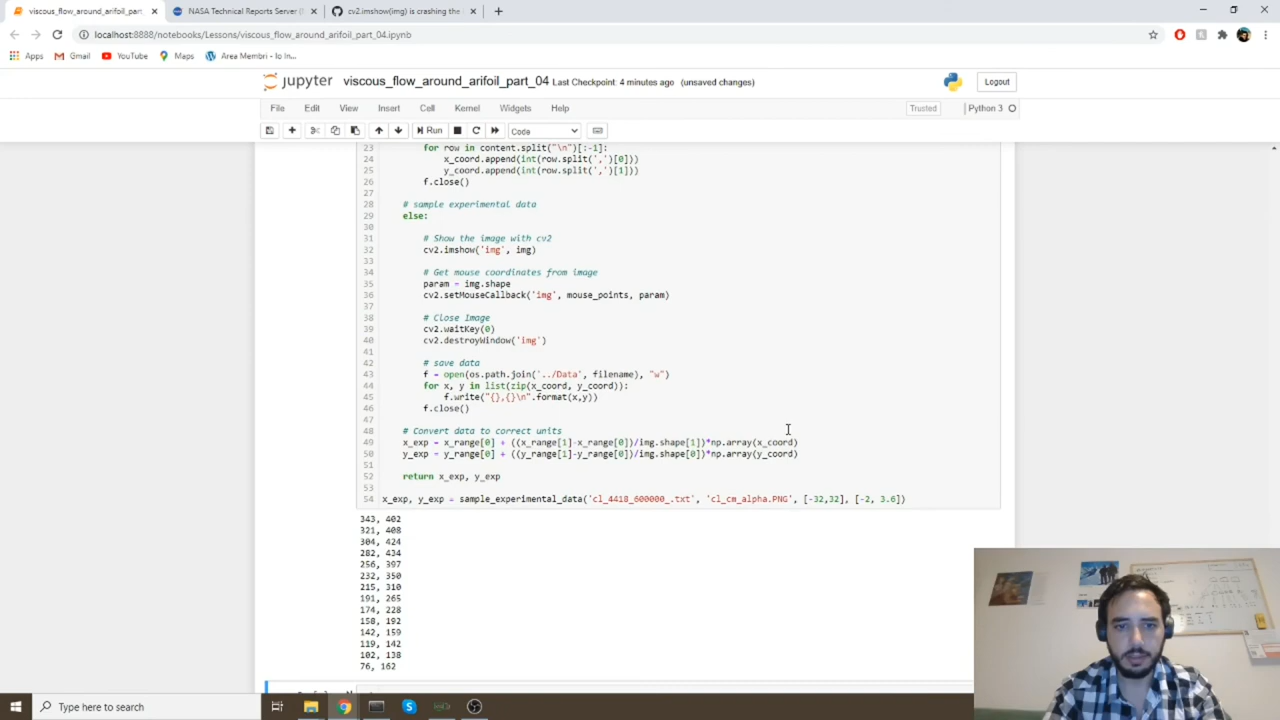 viscous_flow_around_arifoil_part
NASA Technical Reports Server (
cv2.imshow(img) is crashing the
localhost:8888/notebooks/Lessons/viscous_flow_around_arifoil_part_04.ipynb
Apps Gmail YouTube Maps Area Membri - Io In...
jupyter viscous_flow_around_arifoil_part_04 Last Checkpoint: 4 minutes ago (unsaved changes) Logout
File Edit View Insert Cell Kernel Widgets Help Trusted Python 3
Run Code
23 for row in content.split("\n")[:-1]:
24 x_coord.append(int(row.split(',')[0]))
25 y_coord.append(int(row.split(',')[1]))
26 f.close()
27
28 # sample experimental data
29 else:
30
31 # Show the image with cv2
32 cv2.imshow('img', img)
33
34 # Get mouse coordinates from image
35 param = img.shape
36 cv2.setMouseCallback('img', mouse_points, param)
37
38 # Close Image
39 cv2.waitKey(0)
40 cv2.destroyWindow('img')
41
42 # save data
43 f = open(os.path.join('../Data', filename), "w")
44 for x, y in list(zip(x_coord, y_coord)):
45 f.write("{},{}\n".format(x,y))
46 f.close()
47
48 # Convert data to correct units
49 x_exp = x_range[0] + ((x_range[1]-x_range[0])/img.shape[1])*np.array(x_coord)
50 y_exp = y_range[0] + ((y_range[1]-y_range[0])/img.shape[0])*np.array(y_coord)
51
52 return x_exp, y_exp
53
54 x_exp, y_exp = sample_experimental_data('cl_4418_600000_.txt', 'cl_cm_alpha.PNG', [-32,32], [-2, 3.6])
343, 402
321, 408
304, 424
282, 434
256, 397
232, 350
215, 310
191, 265
174, 228
158, 192
142, 159
119, 142
102, 138
76, 162
Type here to search